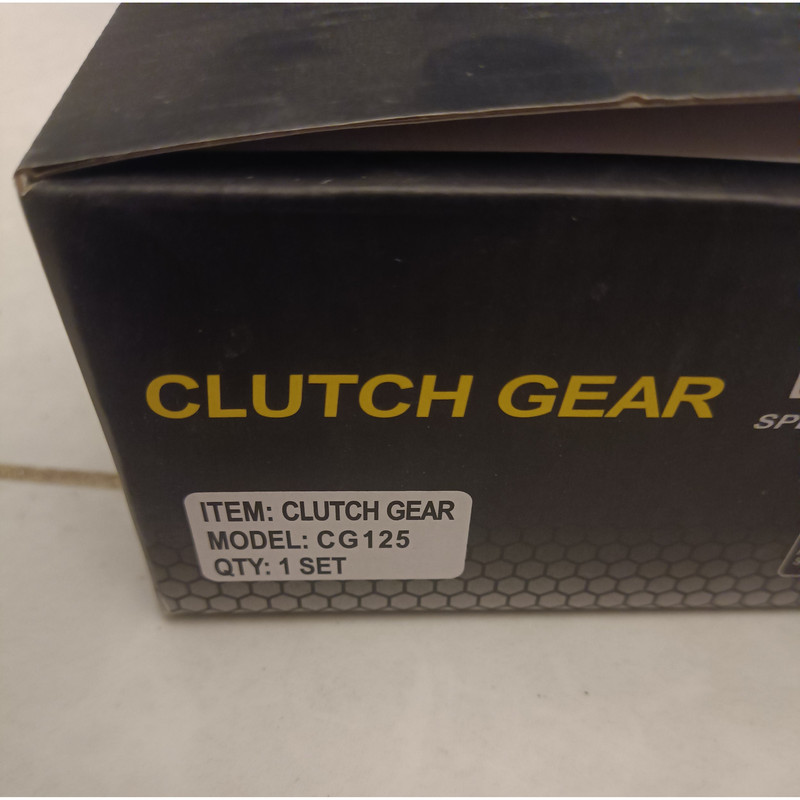 CLUTCH GEAR
ITEM: CLUTCH GEAR
MODEL: CG125
QTY: 1 SET